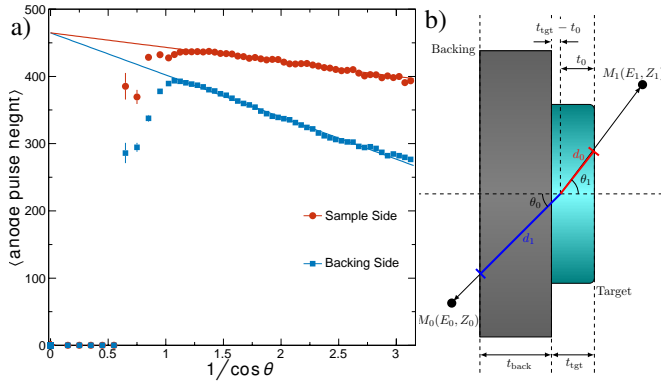 a)
⟨anode pulse height⟩
500
400
300
200
100
0
Sample Side
Backing Side
0
0.5
1
1.5
2
2.5
3
1/cosθ
b)
t_tgt − t_0
t_0
Backing
M_1(E_1, Z_1)
d_0
θ_1
θ_0
d_1
M_0(E_0, Z_0)
Target
t_back
t_tgt